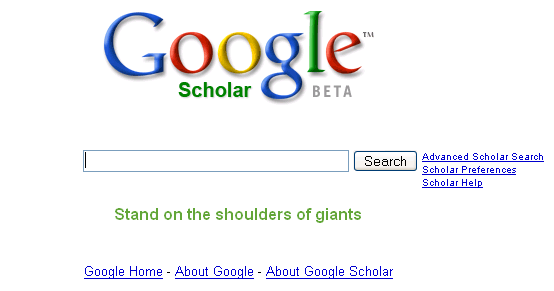 Google™
Scholar BETA
Search
Advanced Scholar Search
Scholar Preferences
Scholar Help
Stand on the shoulders of giants
Google Home - About Google - About Google Scholar